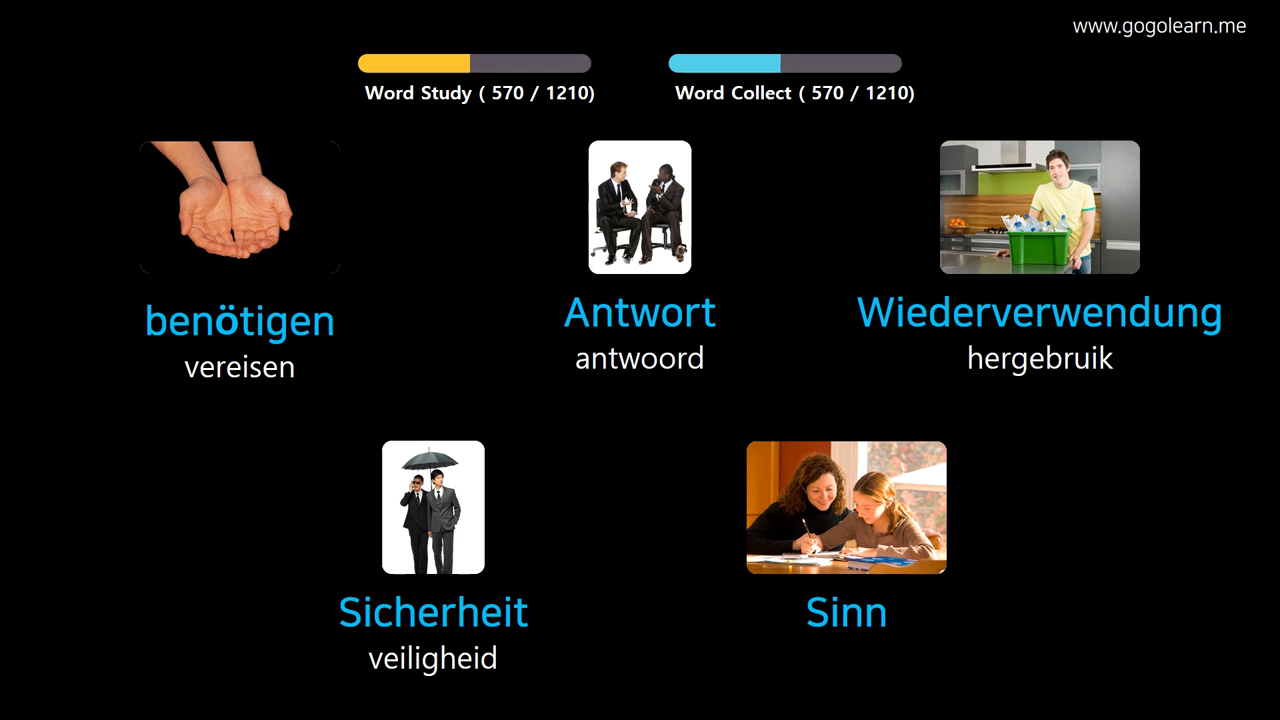 www.gogolearn.me
Word Study ( 570 / 1210)
Word Collect ( 570 / 1210)
benötigen
vereisen
Antwort
antwoord
Wiederverwendung
hergebruik
Sicherheit
veiligheid
Sinn